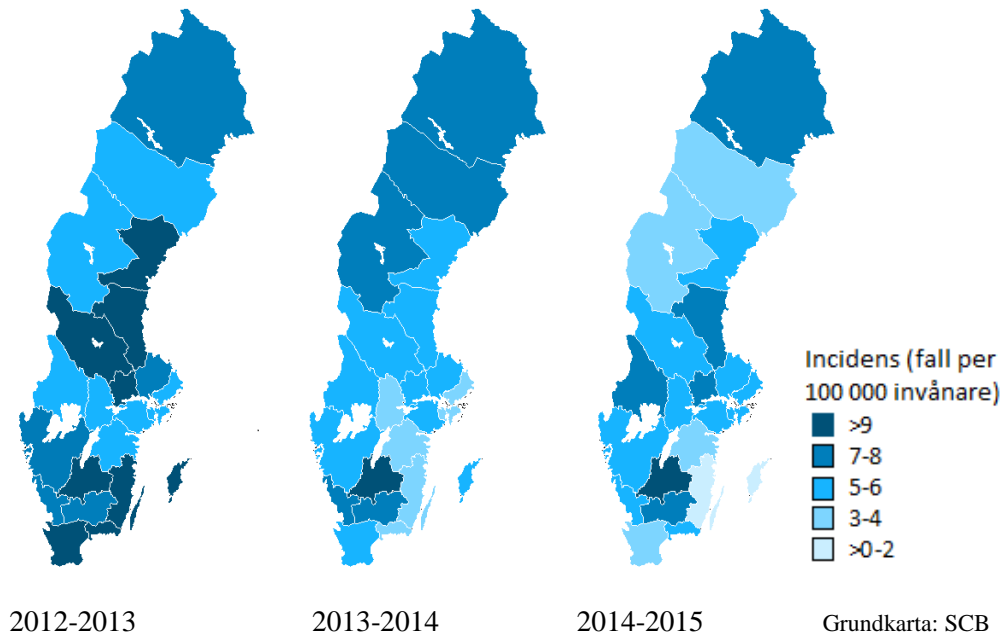 Incidens (fall per
100 000 invånare)
>9
7-8
5-6
3-4
>0-2
2012-2013
2013-2014
2014-2015
Grundkarta: SCB